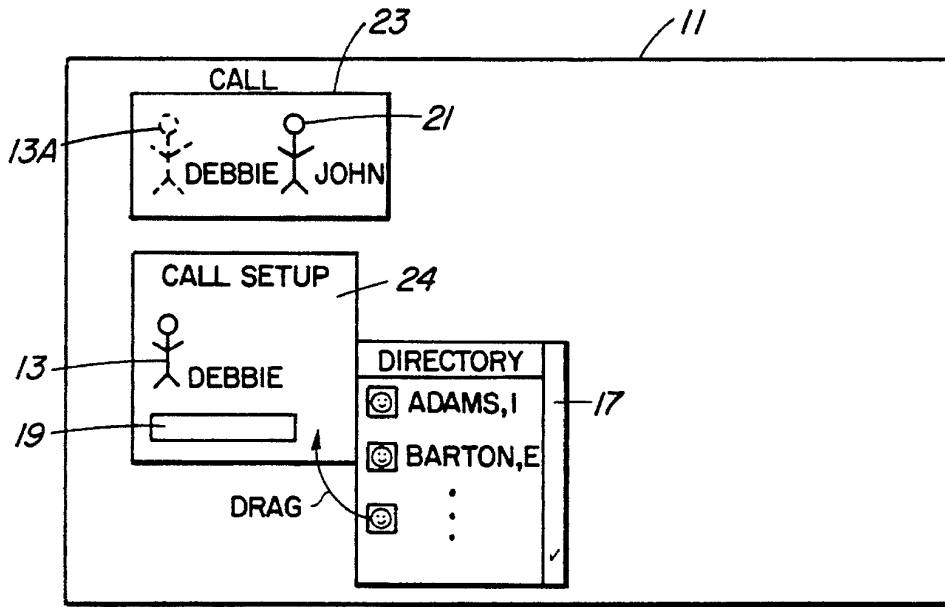 23
11
CALL
13A
21
DEBBIE
JOHN
CALL SETUP
24
13
DEBBIE
DIRECTORY
ADAMS,I
17
19
BARTON,E
DRAG